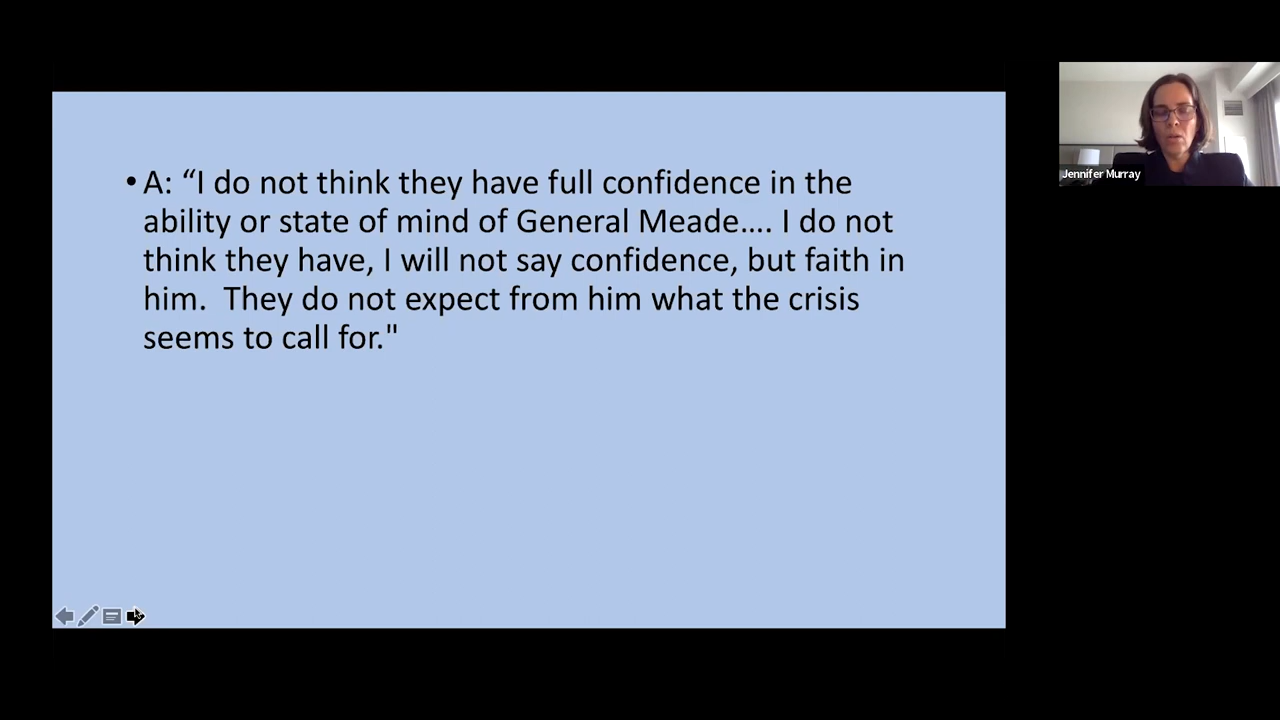 • A: “I do not think they have full confidence in the
ability or state of mind of General Meade.... I do not
think they have, I will not say confidence, but faith in
him.  They do not expect from him what the crisis
seems to call for."
Jennifer Murray